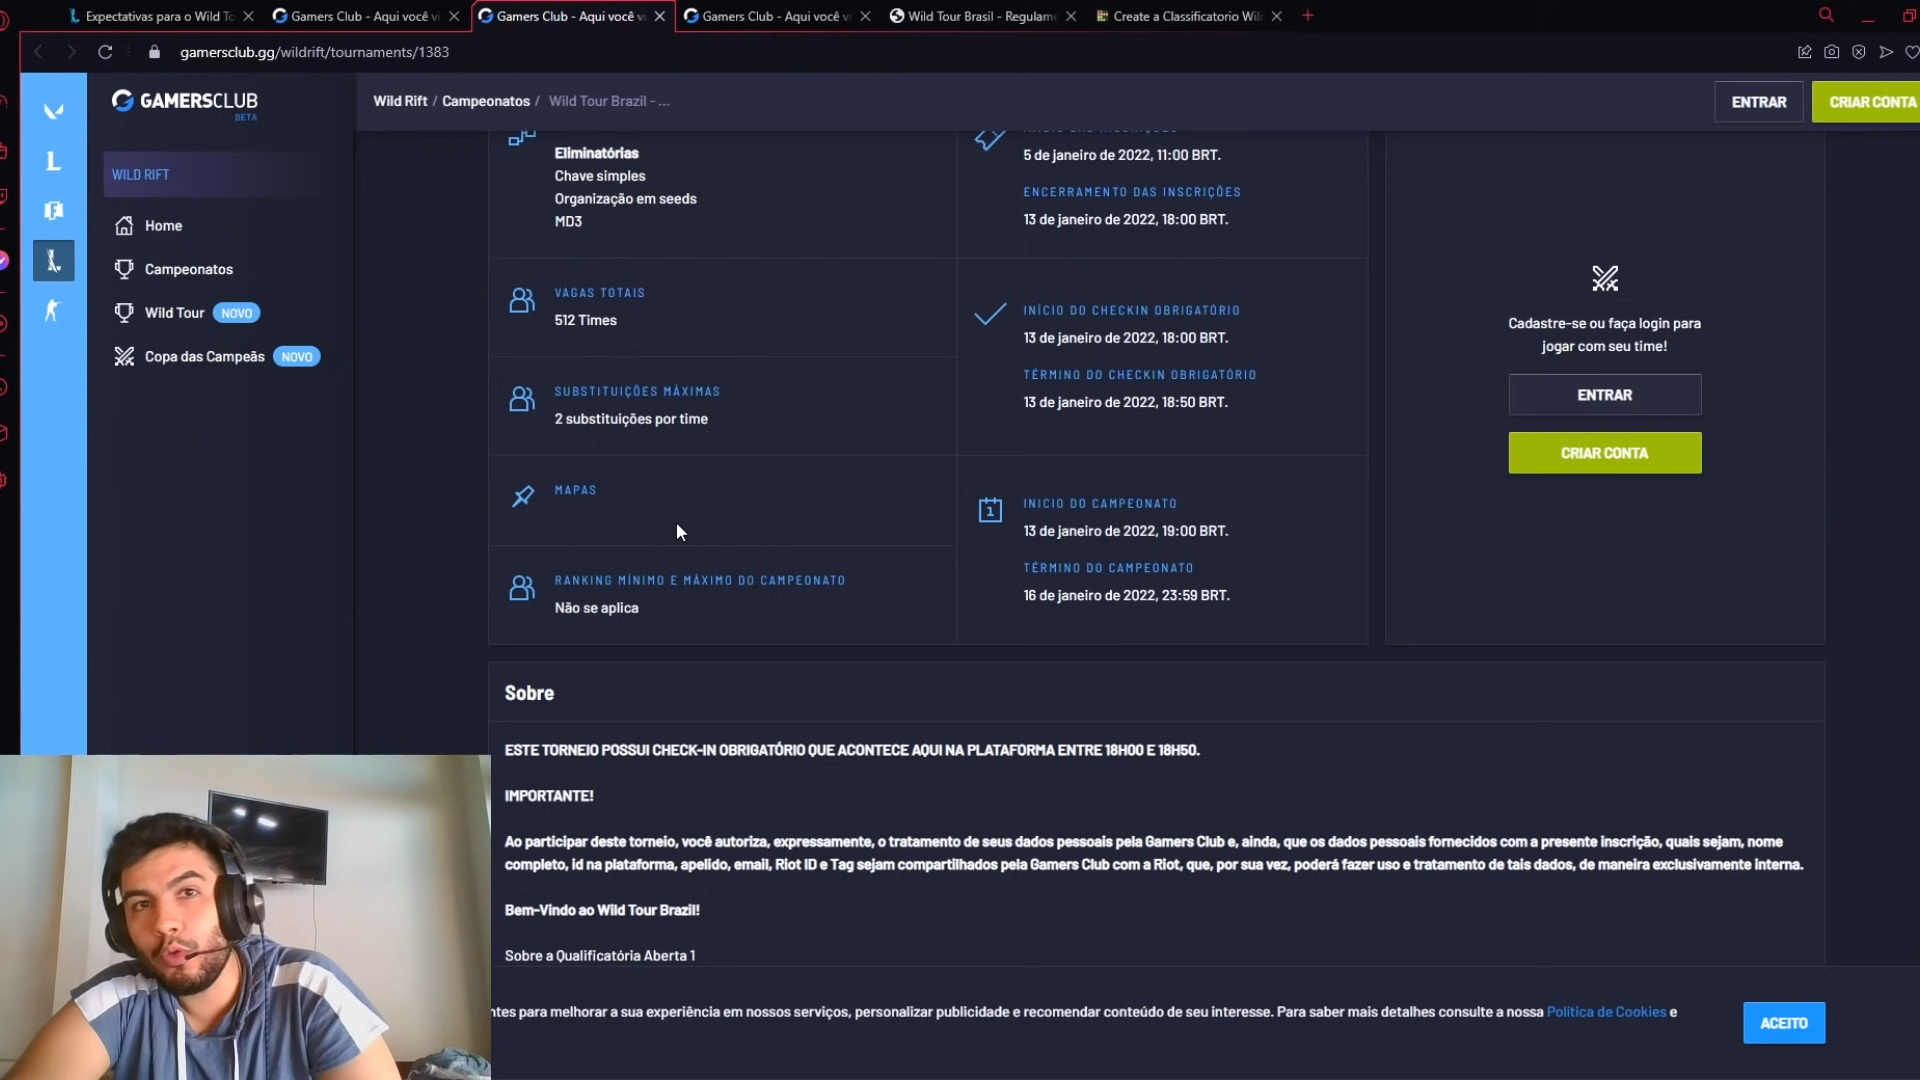 Expectativas para o Wild To
Gamers Club - Aqui você vi
Gamers Club - Aqui você vi
Gamers Club - Aqui você vi
Wild Tour Brasil - Regulam
Create a Classificatorio Wil
gamersclub.gg/wildrift/tournaments/1383
GAMERSCLUB
BETA
Wild Rift / Campeonatos / Wild Tour Brazil - ...
ENTRAR
CRIAR CONTA
WILD RIFT
Home
Campeonatos
Wild Tour NOVO
Copa das Campeãs NOVO
Eliminatórias
Chave simples
Organização em seeds
MD3
5 de janeiro de 2022, 11:00 BRT.
ENCERRAMENTO DAS INSCRIÇÕES
13 de janeiro de 2022, 18:00 BRT.
VAGAS TOTAIS
512 Times
INÍCIO DO CHECKIN OBRIGATÓRIO
13 de janeiro de 2022, 18:00 BRT.
TÉRMINO DO CHECKIN OBRIGATÓRIO
13 de janeiro de 2022, 18:50 BRT.
SUBSTITUIÇÕES MÁXIMAS
2 substituições por time
MAPAS
INICIO DO CAMPEONATO
13 de janeiro de 2022, 19:00 BRT.
TÉRMINO DO CAMPEONATO
16 de janeiro de 2022, 23:59 BRT.
RANKING MÍNIMO E MÁXIMO DO CAMPEONATO
Não se aplica
Cadastre-se ou faça login para
jogar com seu time!
ENTRAR
CRIAR CONTA
Sobre
ESTE TORNEIO POSSUI CHECK-IN OBRIGATÓRIO QUE ACONTECE AQUI NA PLATAFORMA ENTRE 18H00 E 18H50.
IMPORTANTE!
Ao participar deste torneio, você autoriza, expressamente, o tratamento de seus dados pessoais pela Gamers Club e, ainda, que os dados pessoais fornecidos com a presente inscrição, quais sejam, nome
completo, id na plataforma, apelido, email, Riot ID e Tag sejam compartilhados pela Gamers Club com a Riot, que, por sua vez, poderá fazer uso e tratamento de tais dados, de maneira exclusivamente interna.
Bem-Vindo ao Wild Tour Brazil!
Sobre a Qualificatória Aberta 1
ntes para melhorar a sua experiência em nossos serviços, personalizar publicidade e recomendar conteúdo de seu interesse. Para saber mais detalhes consulte a nossa Política de Cookies e
ACEITO